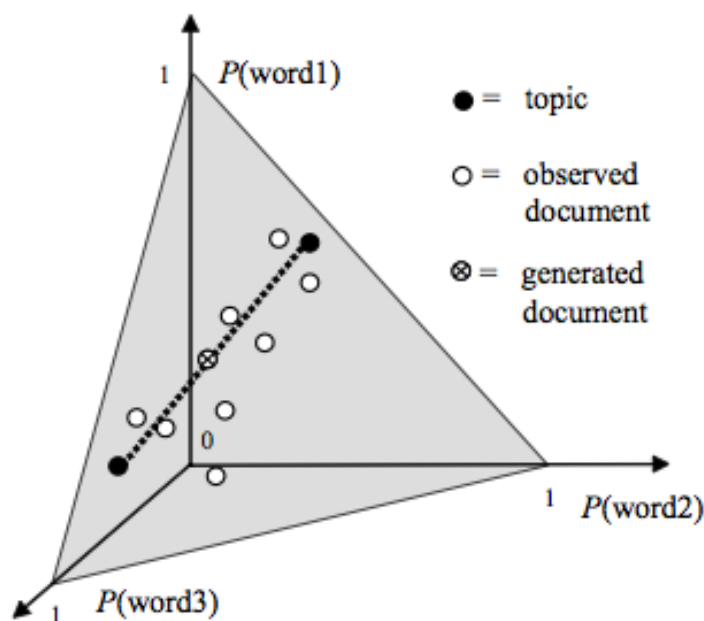 1 P(word1)
= topic
= observed
document
= generated
document
0
1 P(word2)
1 P(word3)